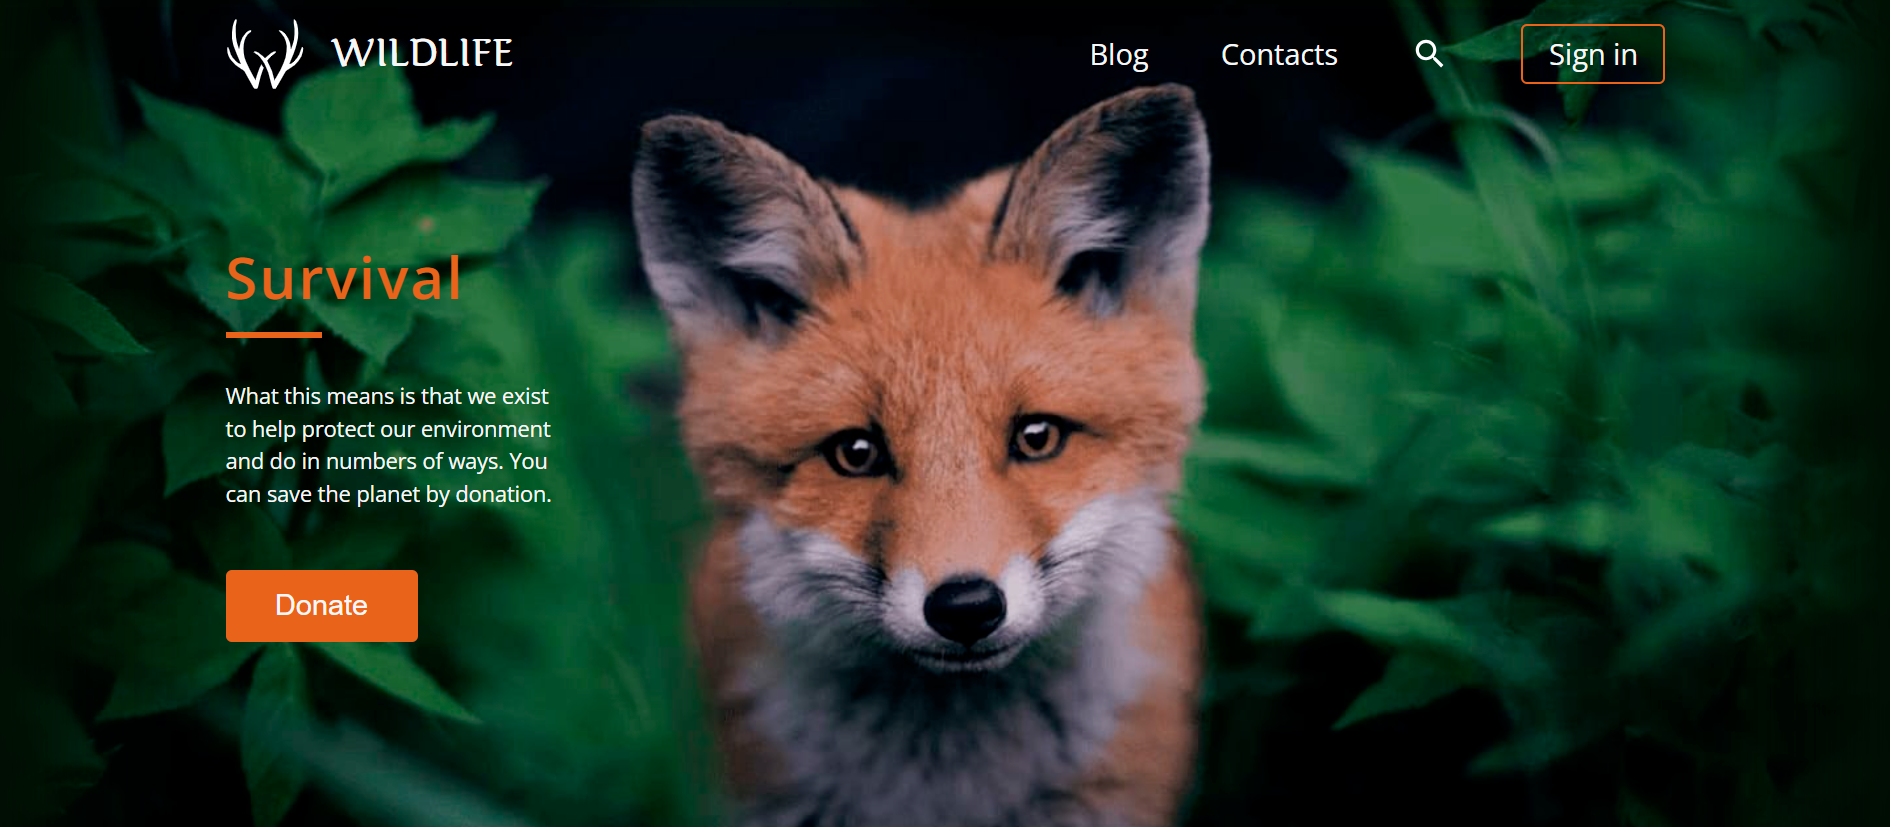 WILDLIFE
Blog
Contacts
Sign in
Survival
What this means is that we exist
to help protect our environment
and do in numbers of ways. You
can save the planet by donation.
Donate